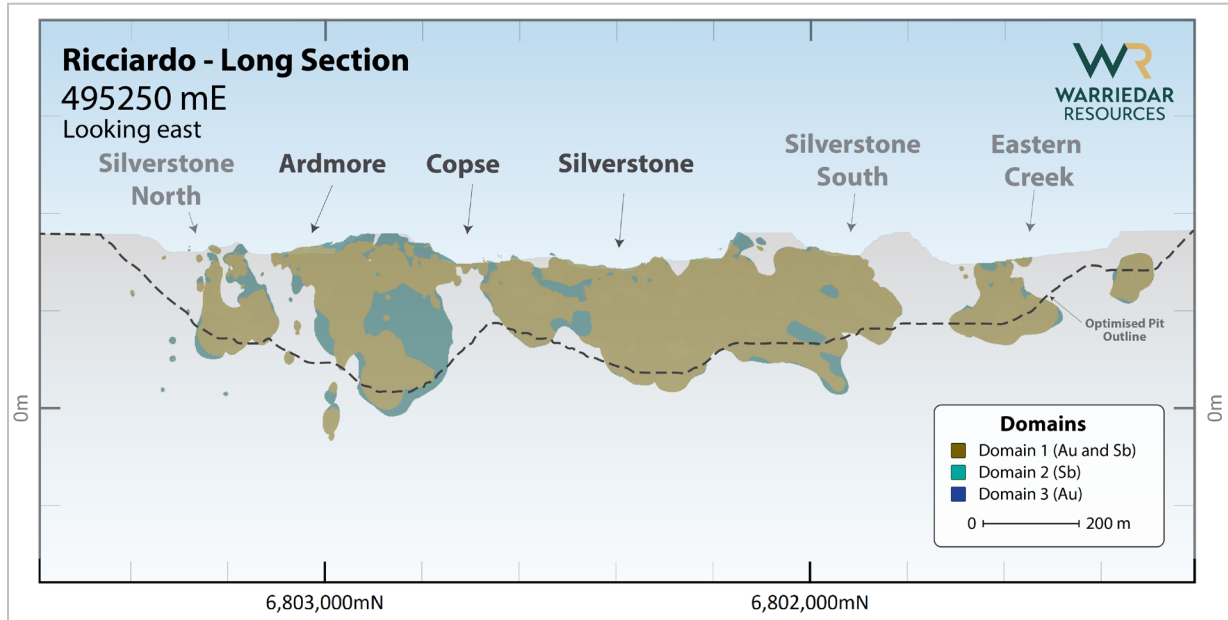 Ricciardo - Long Section
495250 mE
Looking east
WR
WARRIEDAR
RESOURCES
Silverstone
North
Ardmore
Copse
Silverstone
Silverstone
South
Eastern
Creek
Optimised Pit
Outline
0m
0m
Domains
Domain 1 (Au and Sb)
Domain 2 (Sb)
Domain 3 (Au)
0 200 m
6,803,000mN
6,802,000mN